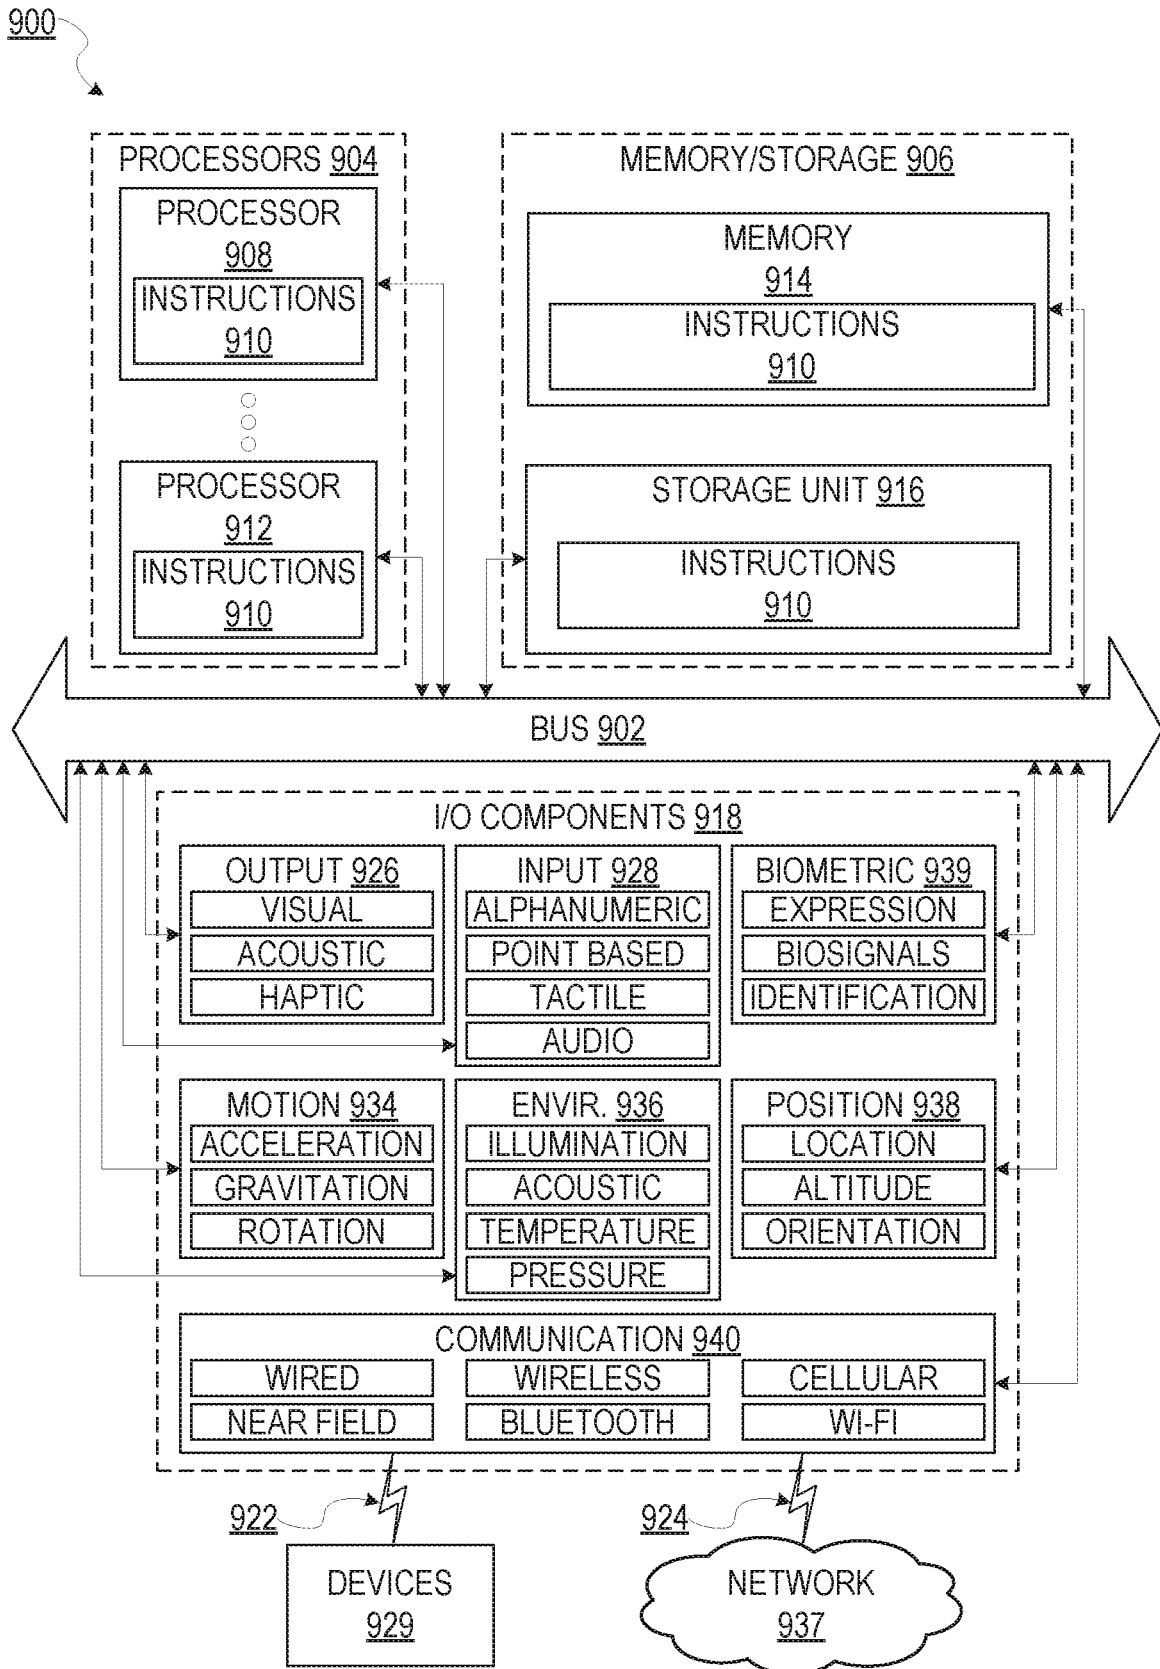 900
PROCESSORS 904
PROCESSOR
908
INSTRUCTIONS
910
PROCESSOR
912
INSTRUCTIONS
910
MEMORY/STORAGE 906
MEMORY
914
INSTRUCTIONS
910
STORAGE UNIT 916
INSTRUCTIONS
910
BUS 902
I/O COMPONENTS 918
OUTPUT 926
VISUAL
ACOUSTIC
HAPTIC
INPUT 928
ALPHANUMERIC
POINT BASED
TACTILE
AUDIO
BIOMETRIC 939
EXPRESSION
BIOSIGNALS
IDENTIFICATION
MOTION 934
ACCELERATION
GRAVITATION
ROTATION
ENVIR. 936
ILLUMINATION
ACOUSTIC
TEMPERATURE
PRESSURE
POSITION 938
LOCATION
ALTITUDE
ORIENTATION
COMMUNICATION 940
WIRED
WIRELESS
CELLULAR
NEAR FIELD
BLUETOOTH
WI-FI
922
924
DEVICES
929
NETWORK
937